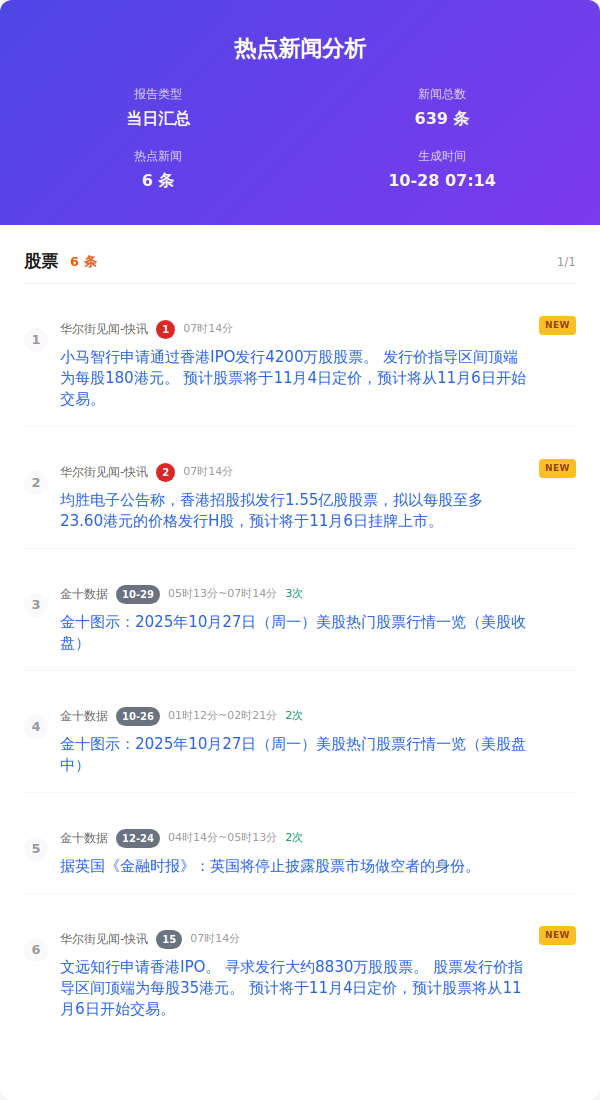 热点新闻分析
报告类型
新闻总数
当日汇总
639 条
热点新闻
生成时间
6 条
10-28 07:14
股票 6 条 1/1
1 华尔街见闻-快讯 1 07时14分 NEW
小马智行申请通过香港IPO发行4200万股股票。 发行价指导区间顶端
为每股180港元。 预计股票将于11月4日定价，预计将从11月6日开始
交易。
2 华尔街见闻-快讯 2 07时14分 NEW
均胜电子公告称，香港招股拟发行1.55亿股股票，拟以每股至多
23.60港元的价格发行H股，预计将于11月6日挂牌上市。
3 金十数据 10-29 05时13分~07时14分 3次
金十图示：2025年10月27日（周一）美股热门股票行情一览（美股收
盘）
4 金十数据 10-26 01时12分~02时21分 2次
金十图示：2025年10月27日（周一）美股热门股票行情一览（美股盘
中）
5 金十数据 12-24 04时14分~05时13分 2次
据英国《金融时报》：英国将停止披露股票市场做空者的身份。
6 华尔街见闻-快讯 15 07时14分 NEW
文远知行申请香港IPO。 寻求发行大约8830万股股票。 股票发行价指
导区间顶端为每股35港元。 预计将于11月4日定价，预计股票将从11
月6日开始交易。